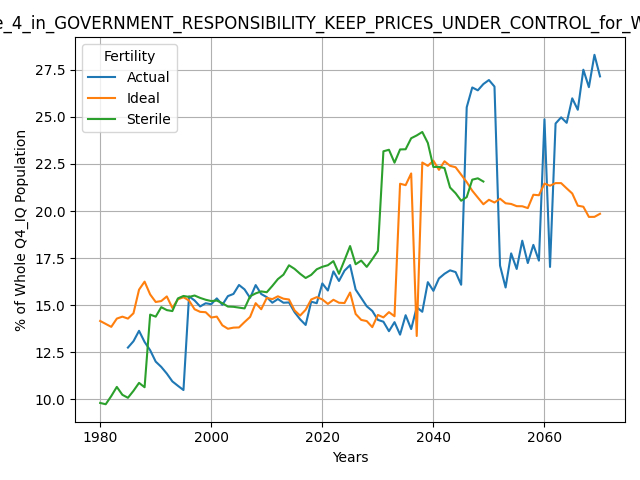 e_4_in_GOVERNMENT_RESPONSIBILITY_KEEP_PRICES_UNDER_CONTROL_for_W
Fertility
Actual
Ideal
Sterile
% of Whole Q4_IQ Population
27.5
25.0
22.5
20.0
17.5
15.0
12.5
10.0
1980
2000
2020
2040
2060
Years